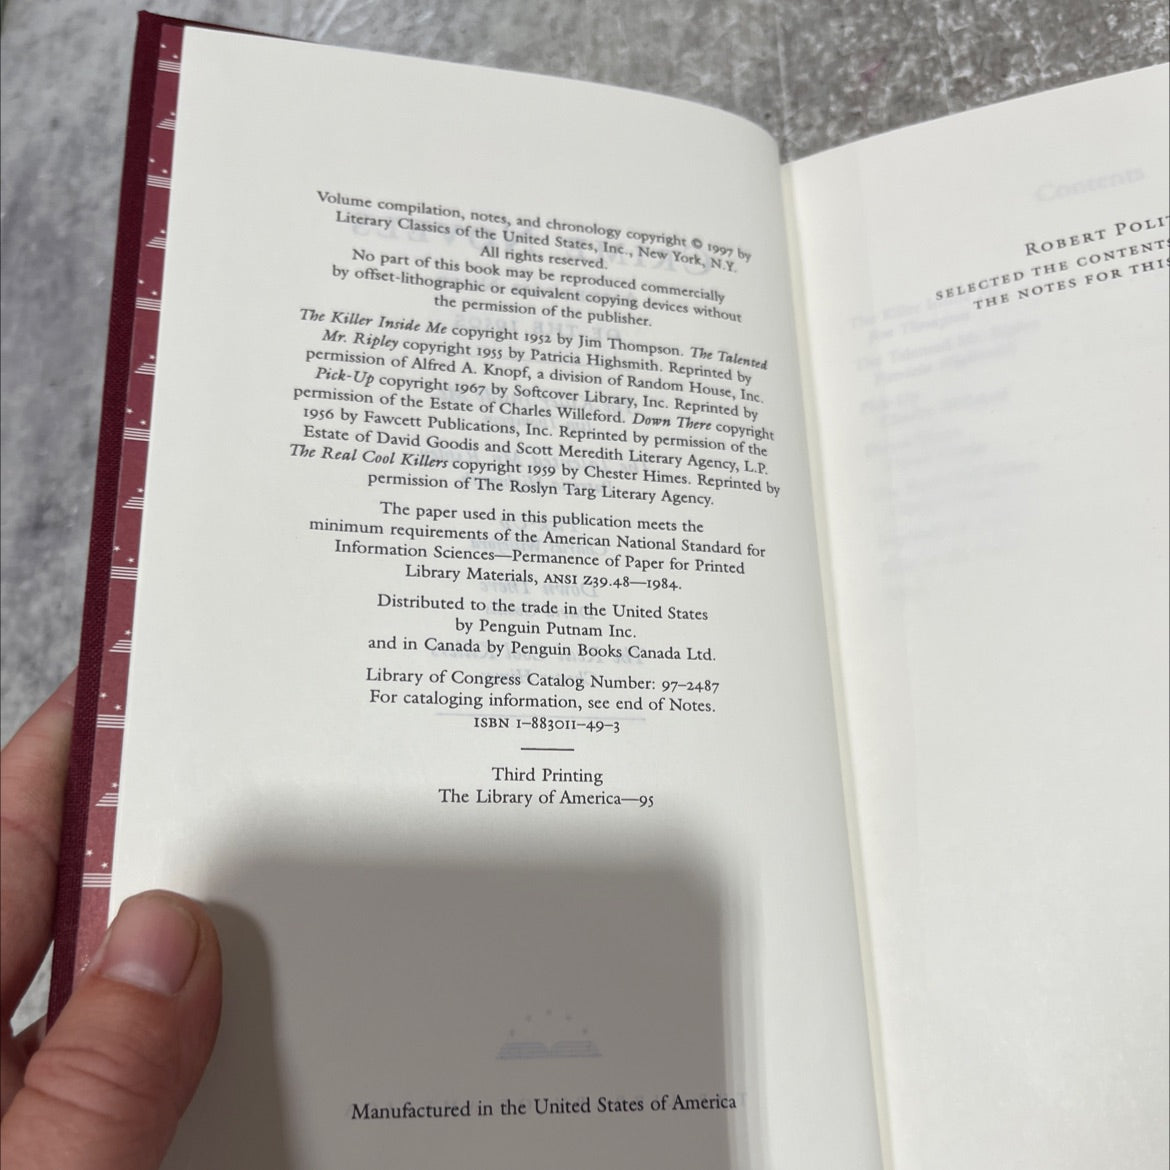 Volume compilation, notes, and chronology copyright © 1997 by
Literary Classics of the United States, Inc., New York, N.Y.
All rights reserved.
No part of this book may be reproduced commercially
by offset-lithographic or equivalent copying devices without
the permission of the publisher.
The Killer Inside Me copyright 1952 by Jim Thompson. The Talented
Mr. Ripley copyright 1955 by Patricia Highsmith. Reprinted by
permission of Alfred A. Knopf, a division of Random House, Inc.
Pick-Up copyright 1967 by Softcover Library, Inc. Reprinted by
permission of the Estate of Charles Willeford. Down There copyright
1956 by Fawcett Publications, Inc. Reprinted by permission of the
Estate of David Goodis and Scott Meredith Literary Agency, L.P.
The Real Cool Killers copyright 1959 by Chester Himes. Reprinted by
permission of The Roslyn Targ Literary Agency.
The paper used in this publication meets the
minimum requirements of the American National Standard for
Information Sciences—Permanence of Paper for Printed
Library Materials, ANSI Z39.48—1984.
Distributed to the trade in the United States
by Penguin Putnam Inc.
and in Canada by Penguin Books Canada Ltd.
Library of Congress Catalog Number: 97–2487
For cataloging information, see end of Notes.
ISBN 1–883011–49–3
Third Printing
The Library of America—95
Manufactured in the United States of America
Contents
ROBERT POLI
SELECTED THE CONTENTS
THE NOTES FOR THIS